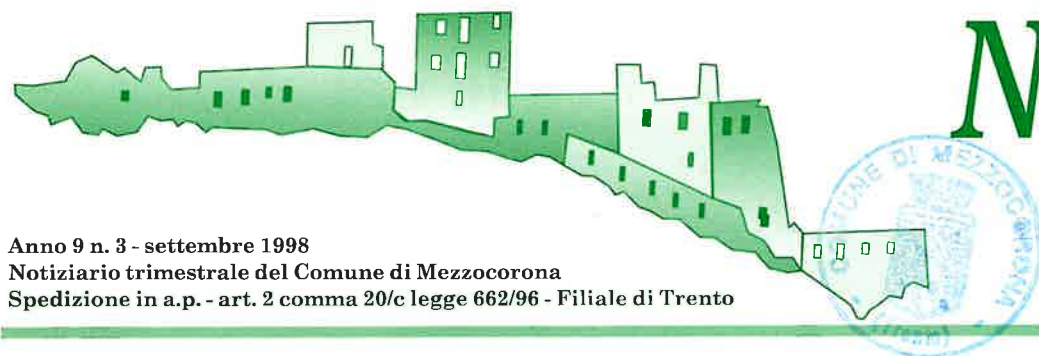 N
COMUNE DI MEZZOCORONA
(Trento)
Anno 9 n. 3 - settembre 1998
Notiziario trimestrale del Comune di Mezzocorona
Spedizione in a.p. - art. 2 comma 20/c legge 662/96 - Filiale di Trento